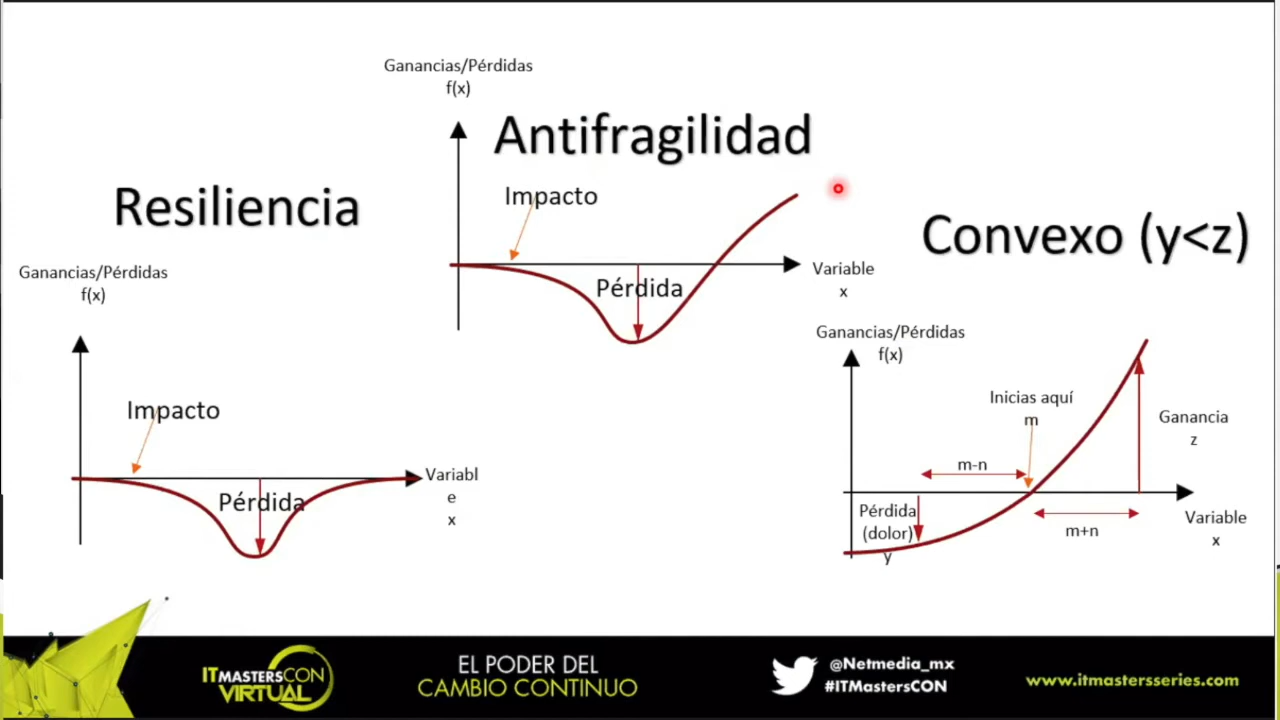 Resiliencia
Ganancias/Pérdidas
f(x)
Impacto
Pérdida
Variabl
e
x
Ganancias/Pérdidas
f(x)
Antifragilidad
Impacto
Pérdida
Variable
x
Convexo (y<z)
Ganancias/Pérdidas
f(x)
Inicias aquí
m
Ganancia
z
m-n
Pérdida
(dolor)
y
m+n
Variable
x
ITMASTERSCON
VIRTUAL
EL PODER DEL
CAMBIO CONTINUO
@Netmedia_mx
#ITMastersCON
www.itmastersseries.com